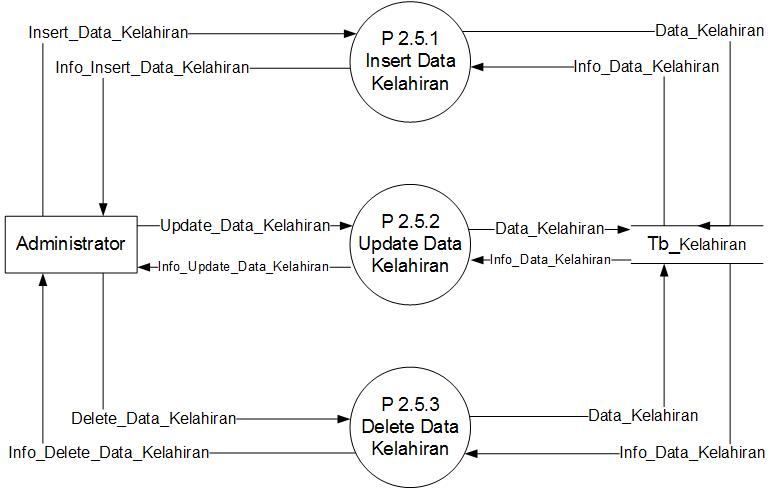 Insert_Data_Kelahiran
Data_Kelahiran
P 2.5.1
Insert Data
Kelahiran
Info_Insert_Data_Kelahiran
Info_Data_Kelahiran
Administrator
Update_Data_Kelahiran
P 2.5.2
Update Data
Kelahiran
Data_Kelahiran
Tb_Kelahiran
Info_Update_Data_Kelahiran
Info_Data_Kelahiran
Delete_Data_Kelahiran
P 2.5.3
Delete Data
Kelahiran
Data_Kelahiran
Info_Delete_Data_Kelahiran
Info_Data_Kelahiran